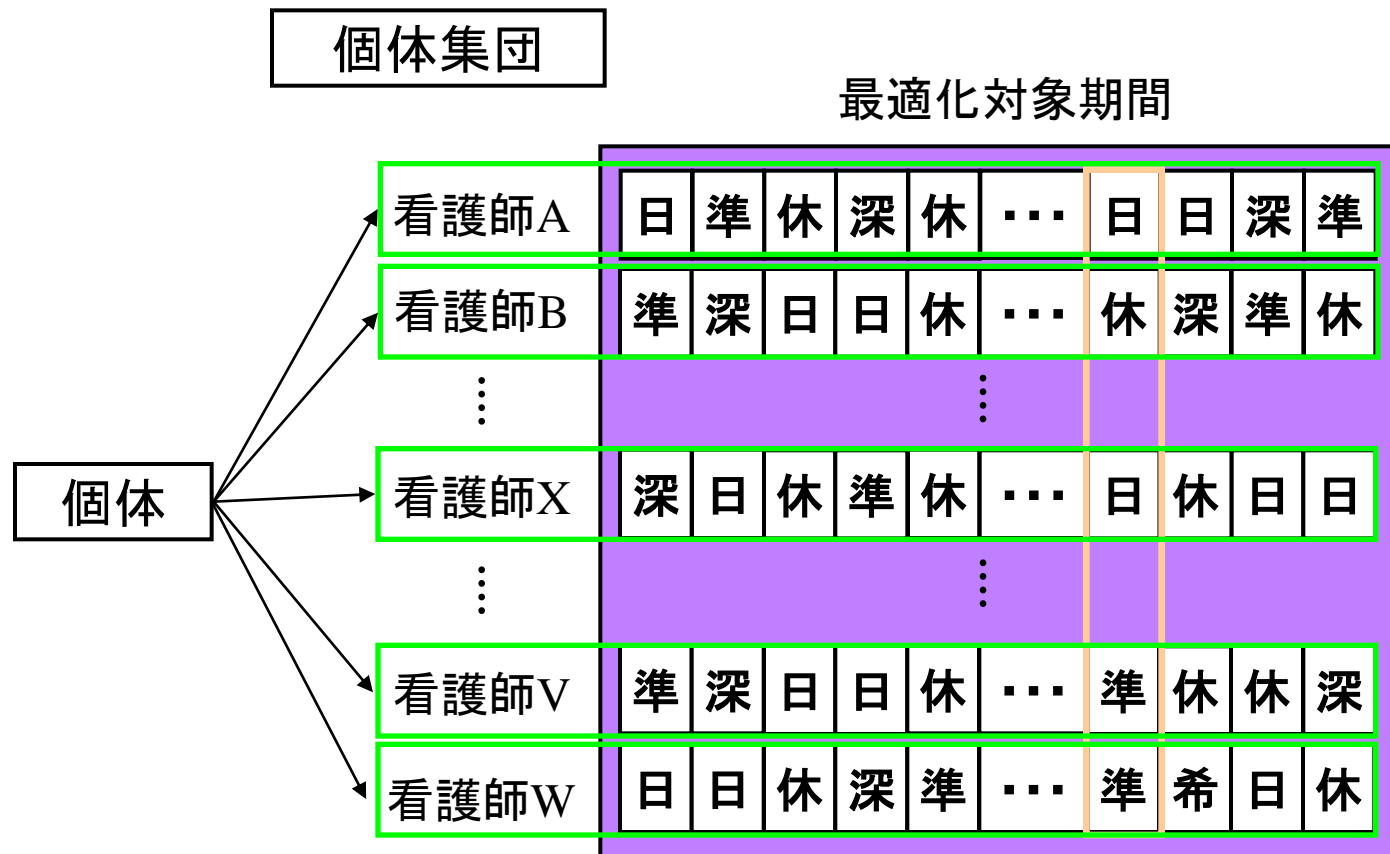 個体集団
最適化対象期間
看護師A 日 準 休 深 休 ･･･ 日 日 深 準
看護師B 準 深 日 日 休 ･･･ 休 深 準 休
個体
看護師X 深 日 休 準 休 ･･･ 日 休 日 日
看護師V 準 深 日 日 休 ･･･ 準 休 休 深
看護師W 日 日 休 深 準 ･･･ 準 希 日 休